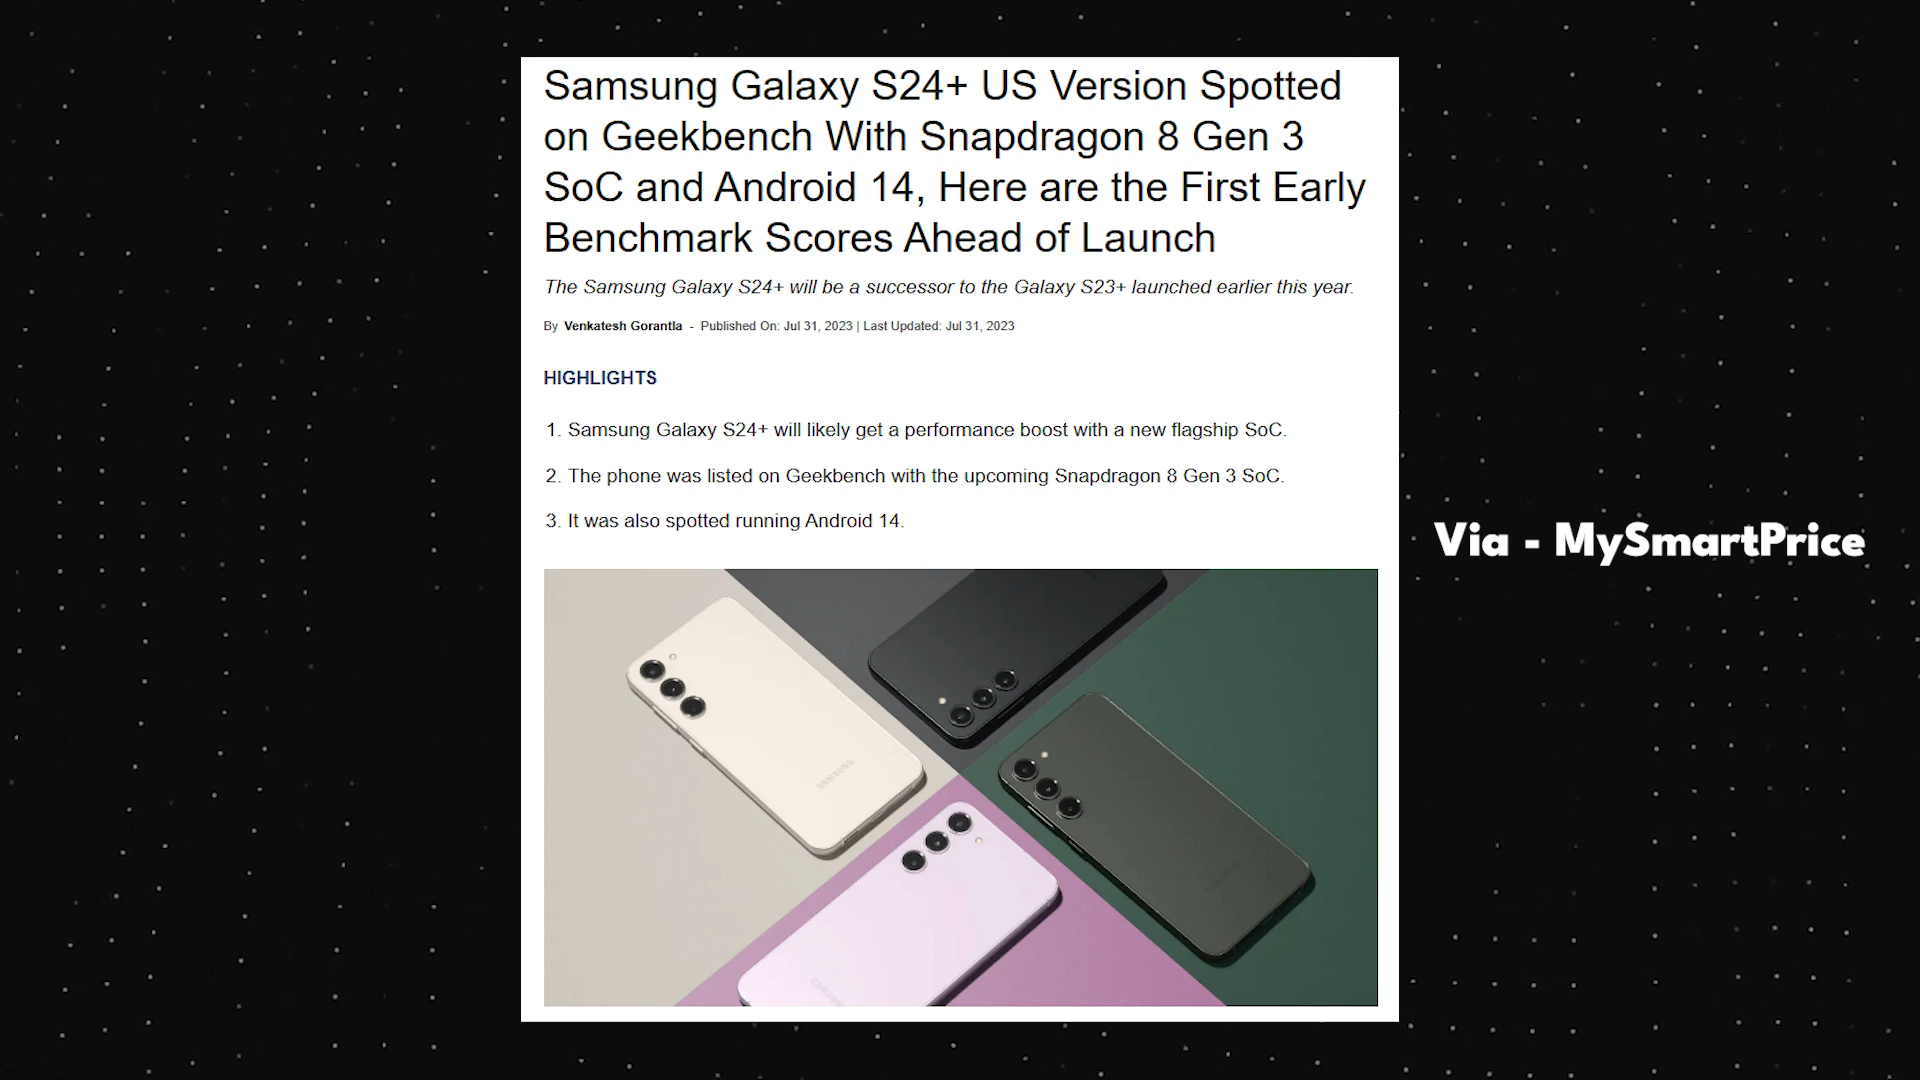 Samsung Galaxy S24+ US Version Spotted
on Geekbench With Snapdragon 8 Gen 3
SoC and Android 14, Here are the First Early
Benchmark Scores Ahead of Launch
The Samsung Galaxy S24+ will be a successor to the Galaxy S23+ launched earlier this year.
By Venkatesh Gorantla - Published On: Jul 31, 2023 | Last Updated: Jul 31, 2023
HIGHLIGHTS
1. Samsung Galaxy S24+ will likely get a performance boost with a new flagship SoC.
2. The phone was listed on Geekbench with the upcoming Snapdragon 8 Gen 3 SoC.
3. It was also spotted running Android 14.
Via - MySmartPrice
SAMSUNG
SAMSUNG